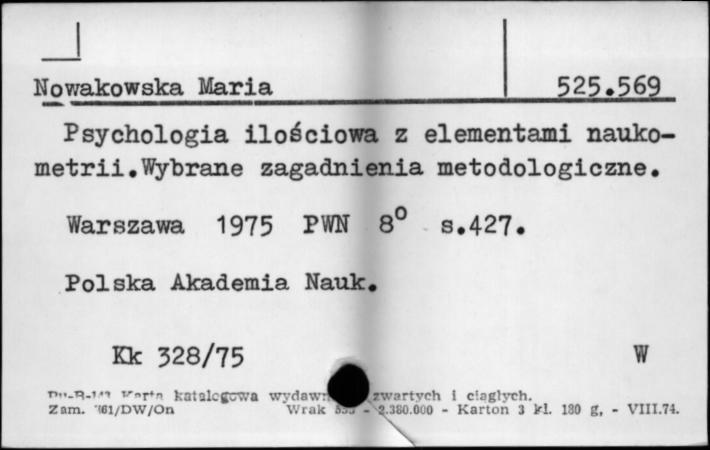 Nowakowska Maria 525.569
Psychologia ilościowa z elementami nauko-
metrii.Wybrane zagadnienia metodologiczne.
Warszawa 1975 PWN 8° s.427.
Polska Akademia Nauk.
Kk 328/75 W
Karta katalogowa zwartych i ciągłych.
Zam. /DW/On Wrak - 2.380.000 - Karton 3 kl. 180 g, - VIII.74.